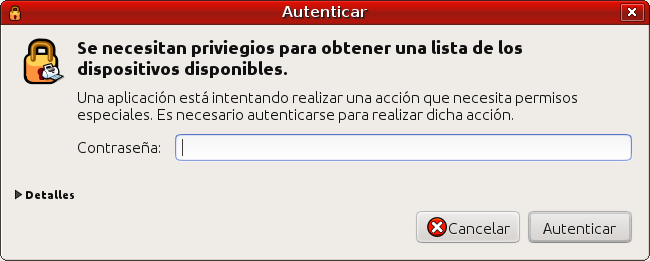 Autenticar
Se necesitan priviegios para obtener una lista de los
dispositivos disponibles.
Una aplicación está intentando realizar una acción que necesita permisos
especiales. Es necesario autenticarse para realizar dicha acción.
Contraseña:
Detalles
Cancelar
Autenticar